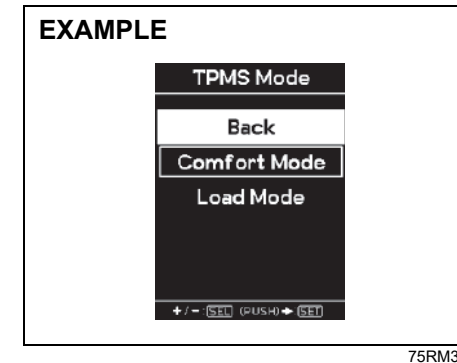 EXAMPLE
TPMS Mode
Back
Comfort Mode
Load Mode
+/-:SEL (PUSH)➔SET
75RM3